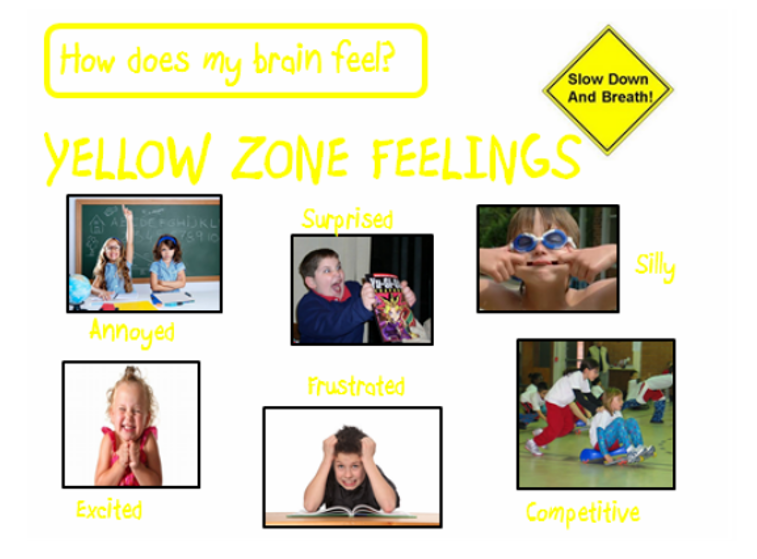 How does my brain feel?
Slow Down
And Breath!
YELLOW ZONE FEELINGS
Surprised
Silly
Annoyed
Frustrated
Excited
Competitive